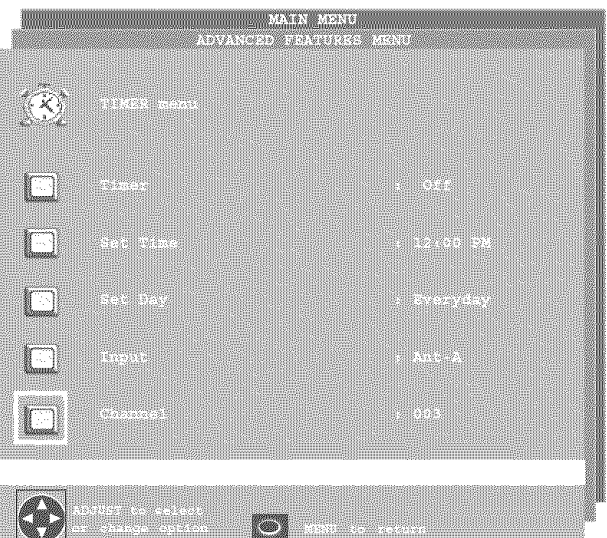 MAIN MENU
ADVANCED FEATURES MENU
TIMER menu
Timer : Off
Set Time : 12:00 PM
Set Day : Everyday
Input : Ant-A
Channel : 003
ADJUST to select
or change option
MENU to return